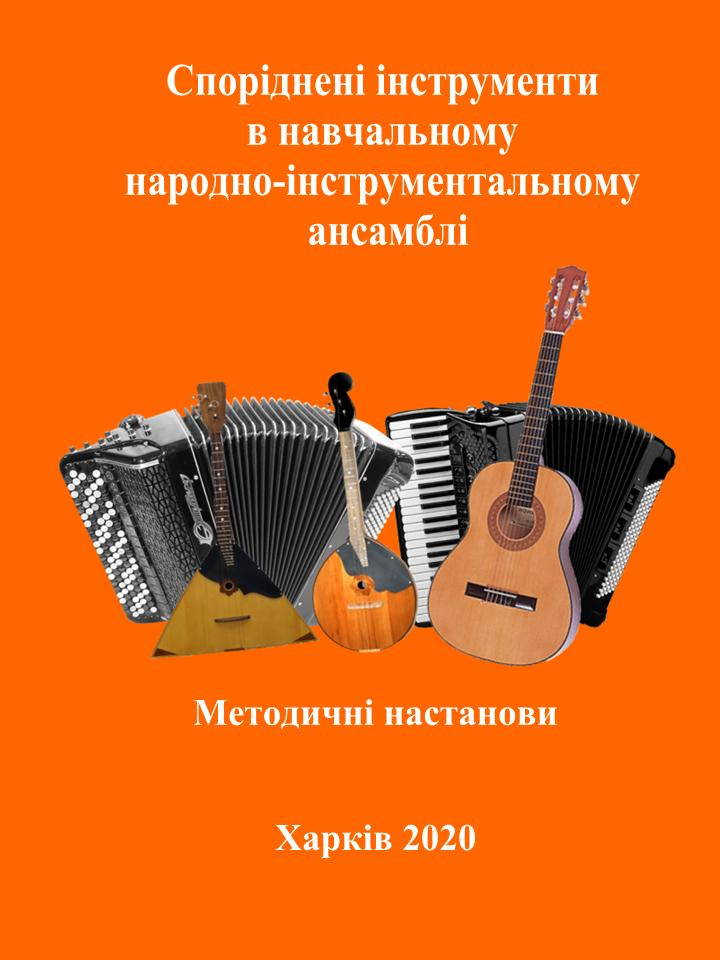 Споріднені інструменти
в навчальному
народно-інструментальному
ансамблі
Методичні настанови
Харків 2020